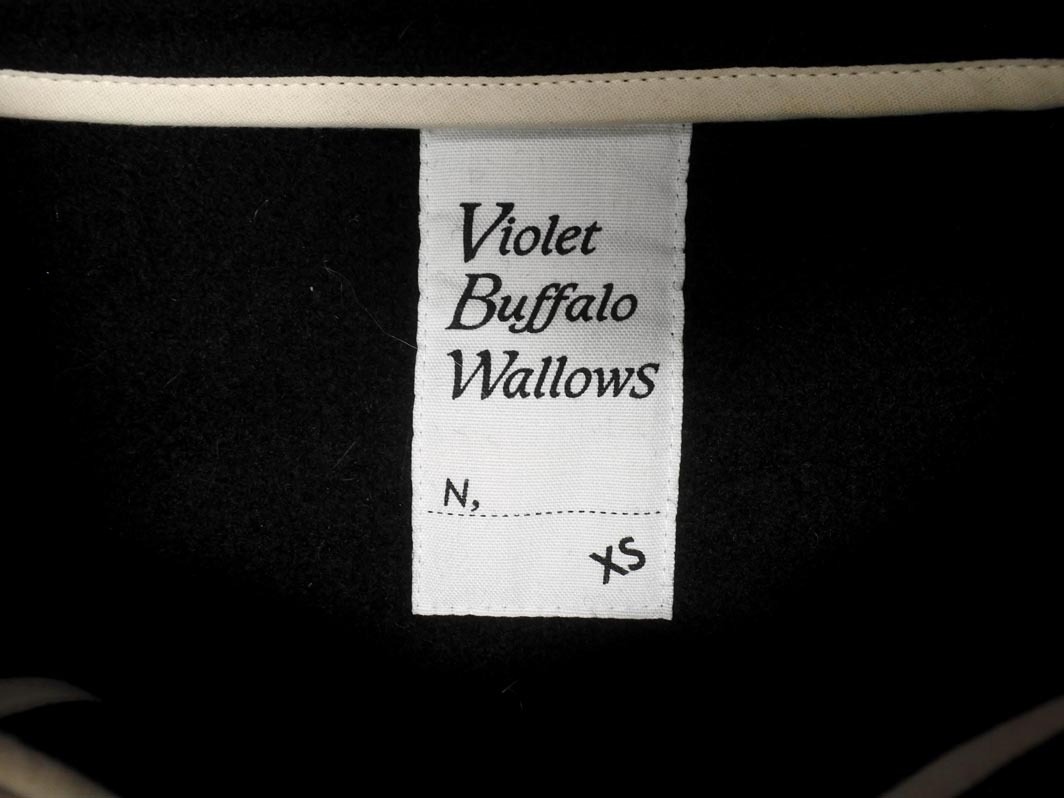 Violet
Buffalo
Wallows
N,
XS